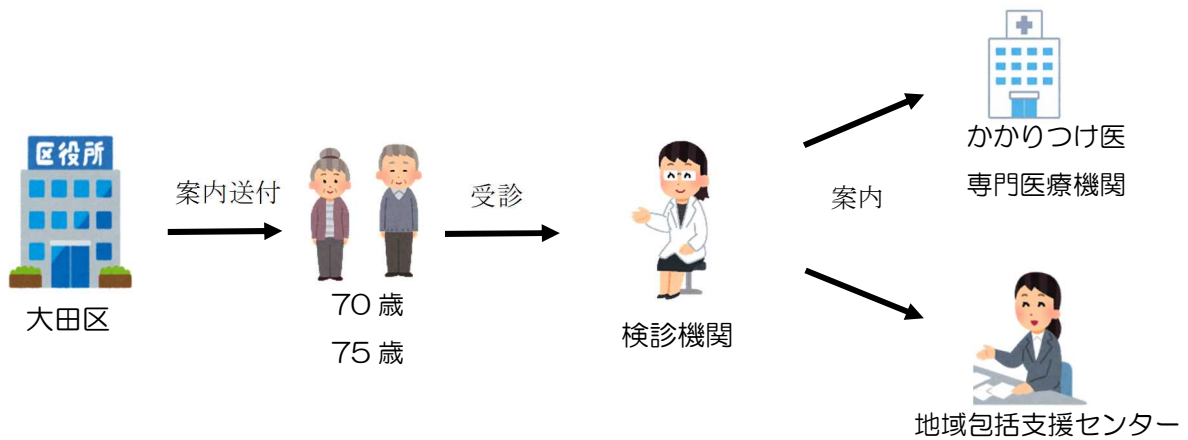 区役所
大田区
案内送付
70歳
75歳
受診
検診機関
案内
かかりつけ医
専門医療機関
地域包括支援センター